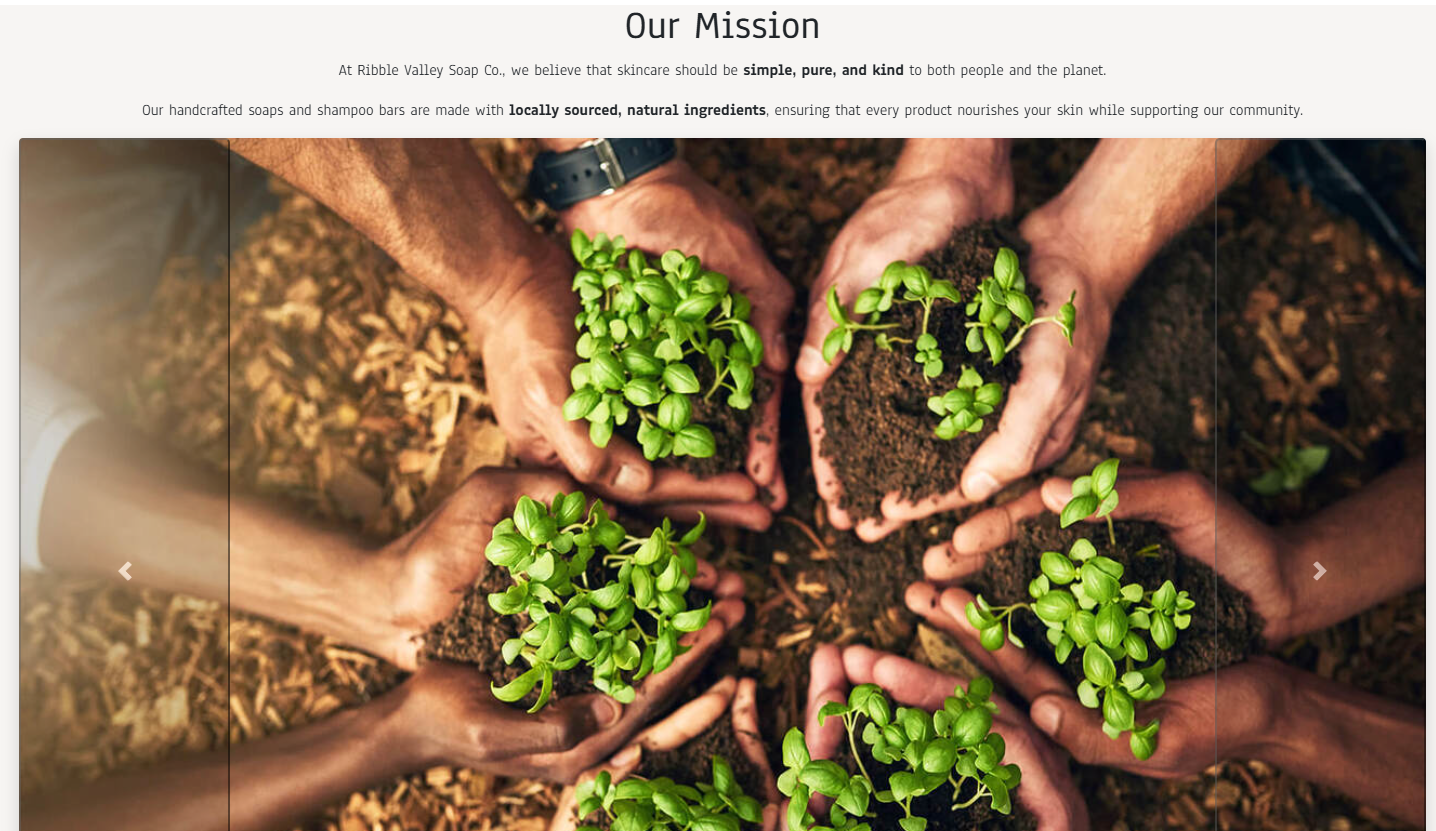 Our Mission
At Ribble Valley Soap Co., we believe that skincare should be simple, pure, and kind to both people and the planet.
Our handcrafted soaps and shampoo bars are made with locally sourced, natural ingredients, ensuring that every product nourishes your skin while supporting our community.